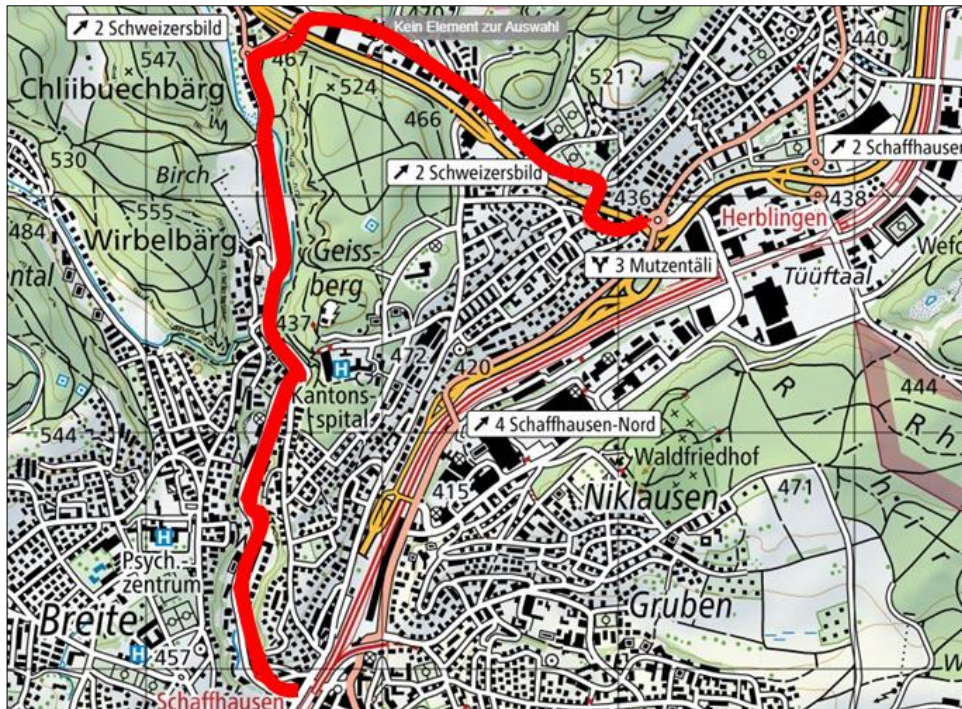 2 Schweizersbild
Kein Element zur Auswahl
547
467
440
Chliibuechbärg
524
521
466
530
2 Schaffhausen
Birch
2 Schweizersbild
555
436
438
484
Wirbelbärg
Herblingen
Geiss-
berg
3 Mutzentäli
Tüüftaal
437
472
420
H
Kantons-
spital
444
544
4 Schaffhausen-Nord
Waldfriedhof
415
Niklausen
471
H
Psych.-
zentrum
Gruben
Breite
H
457
Schaffhausen